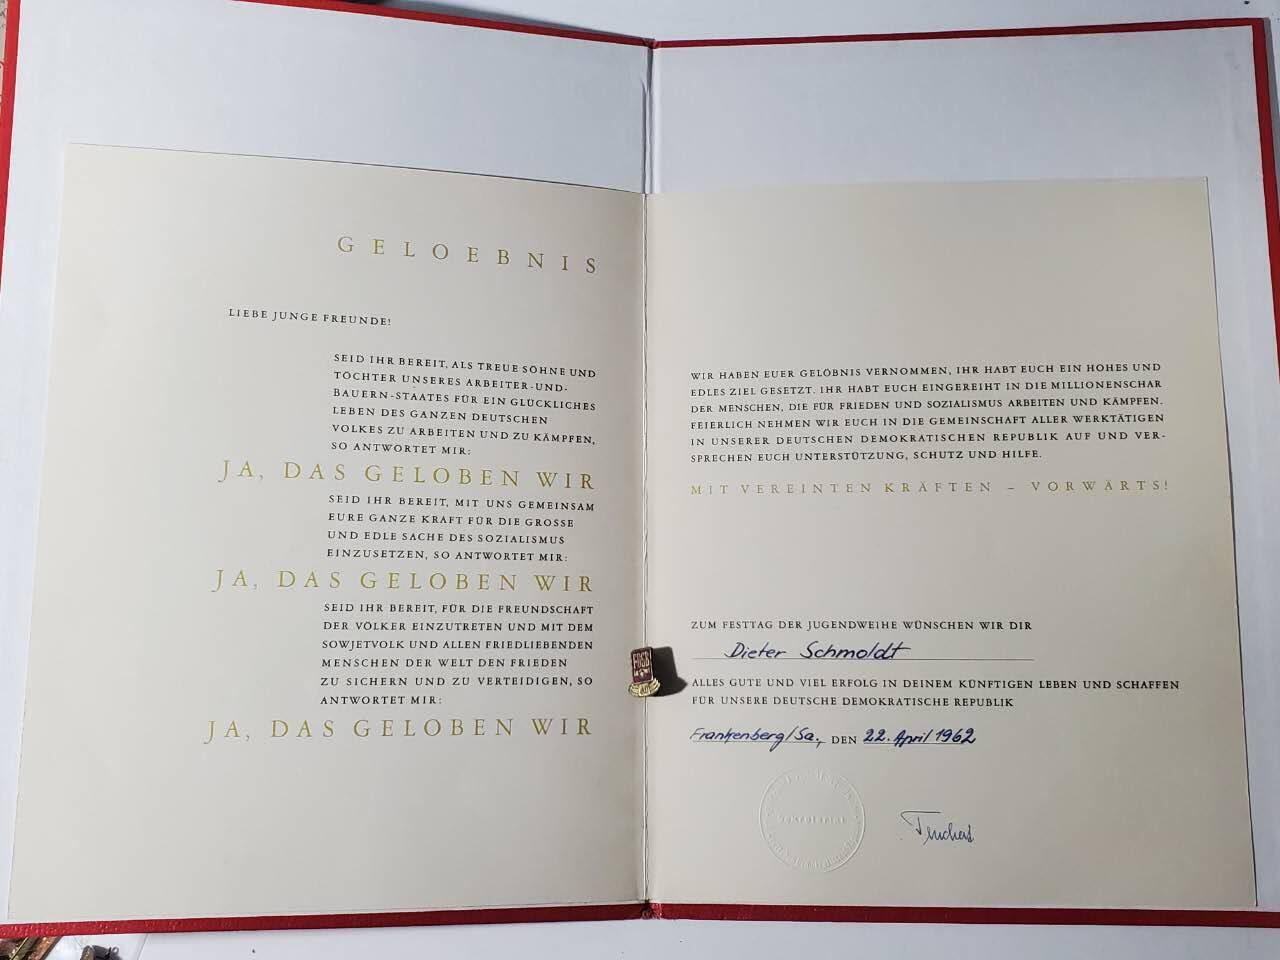 GELOEBNIS
LIEBE JUNGE FREUNDE!
SEID IHR BEREIT, ALS TREUE SÖHNE UND
TÖCHTER UNSERES ARBEITER-UND-
BAUERN-STAATES FÜR EIN GLÜCKLICHES
LEBEN DES GANZEN DEUTSCHEN
VOLKES ZU ARBEITEN UND ZU KÄMPFEN,
SO ANTWORTET MIR:
JA, DAS GELOBEN WIR
SEID IHR BEREIT, MIT UNS GEMEINSAM
EURE GANZE KRAFT FÜR DIE GROSSE
UND EDLE SACHE DES SOZIALISMUS
EINZUSETZEN, SO ANTWORTET MIR:
JA, DAS GELOBEN WIR
SEID IHR BEREIT, FÜR DIE FREUNDSCHAFT
DER VÖLKER EINZUTRETEN UND MIT DEM
SOWJETVOLK UND ALLEN FRIEDLIEBENDEN
MENSCHEN DER WELT DEN FRIEDEN
ZU SICHERN UND ZU VERTEIDIGEN, SO
ANTWORTET MIR:
JA, DAS GELOBEN WIR
FDGB
WIR HABEN EUER GELÖBNIS VERNOMMEN, IHR HABT EUCH EIN HOHES UND
EDLES ZIEL GESETZT. IHR HABT EUCH EINGEREIHT IN DIE MILLIONENSCHAR
DER MENSCHEN, DIE FÜR FRIEDEN UND SOZIALISMUS ARBEITEN UND KÄMPFEN.
FEIERLICH NEHMEN WIR EUCH IN DIE GEMEINSCHAFT ALLER WERKTÄTIGEN
IN UNSERER DEUTSCHEN DEMOKRATISCHEN REPUBLIK AUF UND VER-
SPRECHEN EUCH UNTERSTÜTZUNG, SCHUTZ UND HILFE.
MIT VEREINTEN KRÄFTEN – VORWÄRTS!
ZUM FESTTAG DER JUGENDWEIHE WÜNSCHEN WIR DIR
Dieter Schmoldt
ALLES GUTE UND VIEL ERFOLG IN DEINEM KÜNFTIGEN LEBEN UND SCHAFFEN
FÜR UNSERE DEUTSCHE DEMOKRATISCHE REPUBLIK
Frankenberg/Sa., DEN 22. April 1962